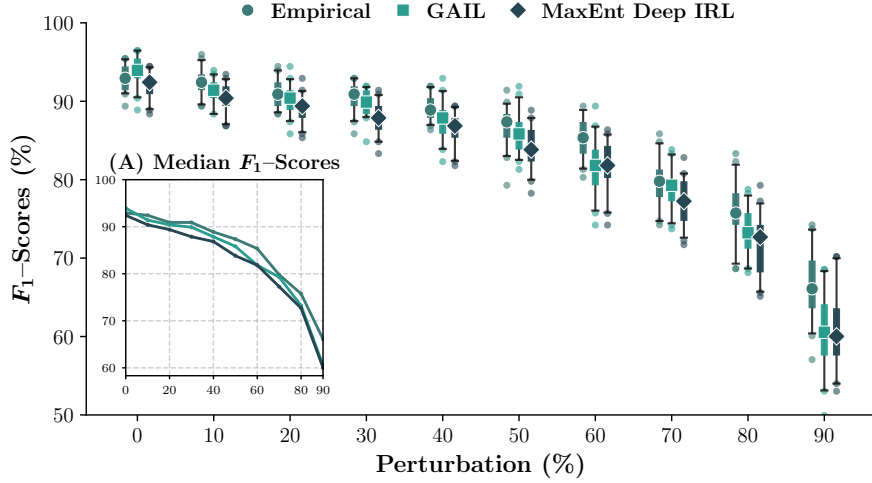 Empirical GAIL MaxEnt Deep IRL
100
90
80
70
60
50
F₁–Scores (%)
(A) Median F₁–Scores
100
90
80
70
60
0 20 40 60 80 90
0 10 20 30 40 50 60 70 80 90
Perturbation (%)